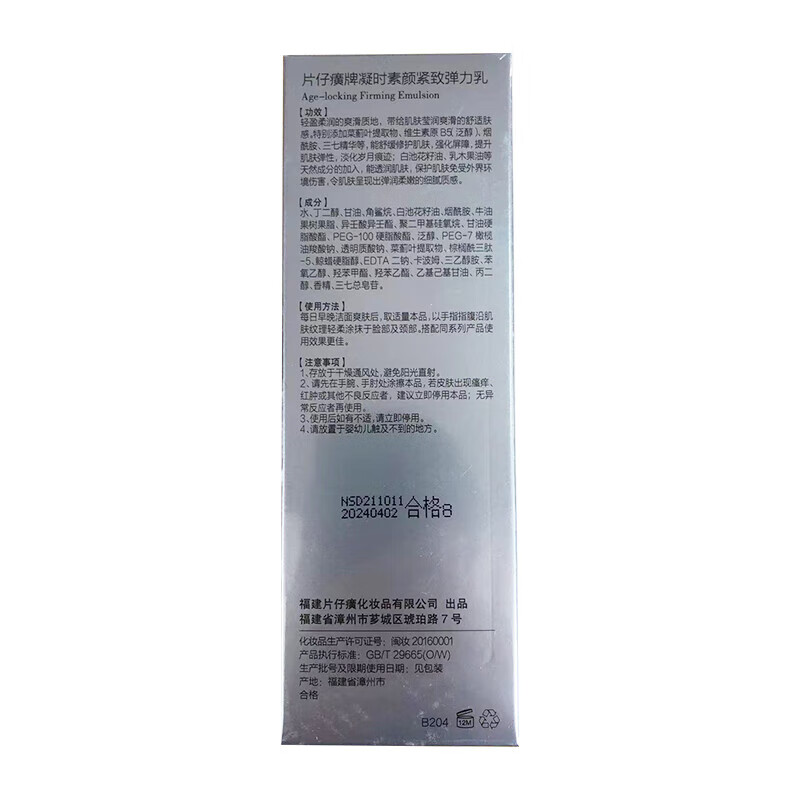 片仔癀牌凝时素颜紧致弹力乳
Age-locking Firming Emulsion
【功效】
轻盈柔润的爽滑质地，带给肌肤莹润爽滑的舒适肤
感。特别添加菜蓟叶提取物、维生素原 B5(泛醇)、烟
酰胺、三七精华等，能舒缓修护肌肤，强化屏障，提升
肌肤弹性，淡化岁月痕迹；白池花籽油、乳木果油等
天然成分的加入，能透润肌肤，保护肌肤免受外界环
境伤害，令肌肤呈现出弹润柔嫩的细腻质感。
【成分】
水、丁二醇、甘油、角鲨烷、白池花籽油、烟酰胺、牛油
果树果脂、异壬酸异壬酯、聚二甲基硅氧烷、甘油硬
脂酸酯、PEG-100 硬脂酸酯、泛醇、PEG-7 橄榄
油羧酸钠、透明质酸钠、菜蓟叶提取物、棕榈酰三肽
-5、鲸蜡硬脂醇、EDTA 二钠、卡波姆、三乙醇胺、苯
氧乙醇、羟苯甲酯、羟苯乙酯、乙基己基甘油、丙二
醇、香精、三七总皂苷。
【使用方法】
每日早晚洁面爽肤后，取适量本品，以手指指腹沿肌
肤纹理轻柔涂抹于脸部及颈部。搭配同系列产品使
用效果更佳。
【注意事项】
1、存放于干燥通风处，避免阳光直射。
2、请先在手腕、手肘处涂擦本品，若皮肤出现瘙痒、
红肿或其他不良反应者，建议立即停用本品；无异
常反应者再使用。
3、使用后如有不适，请立即停用。
4、请放置于婴幼儿触及不到的地方。
NSD211011
20240402 合格8
福建片仔癀化妆品有限公司 出品
福建省漳州市芗城区琥珀路 7 号
化妆品生产许可证号：闽妆 20160001
产品执行标准：GB/T 29665(O/W)
生产批号及限期使用日期：见包装
产地：福建省漳州市
合格
B204 12M